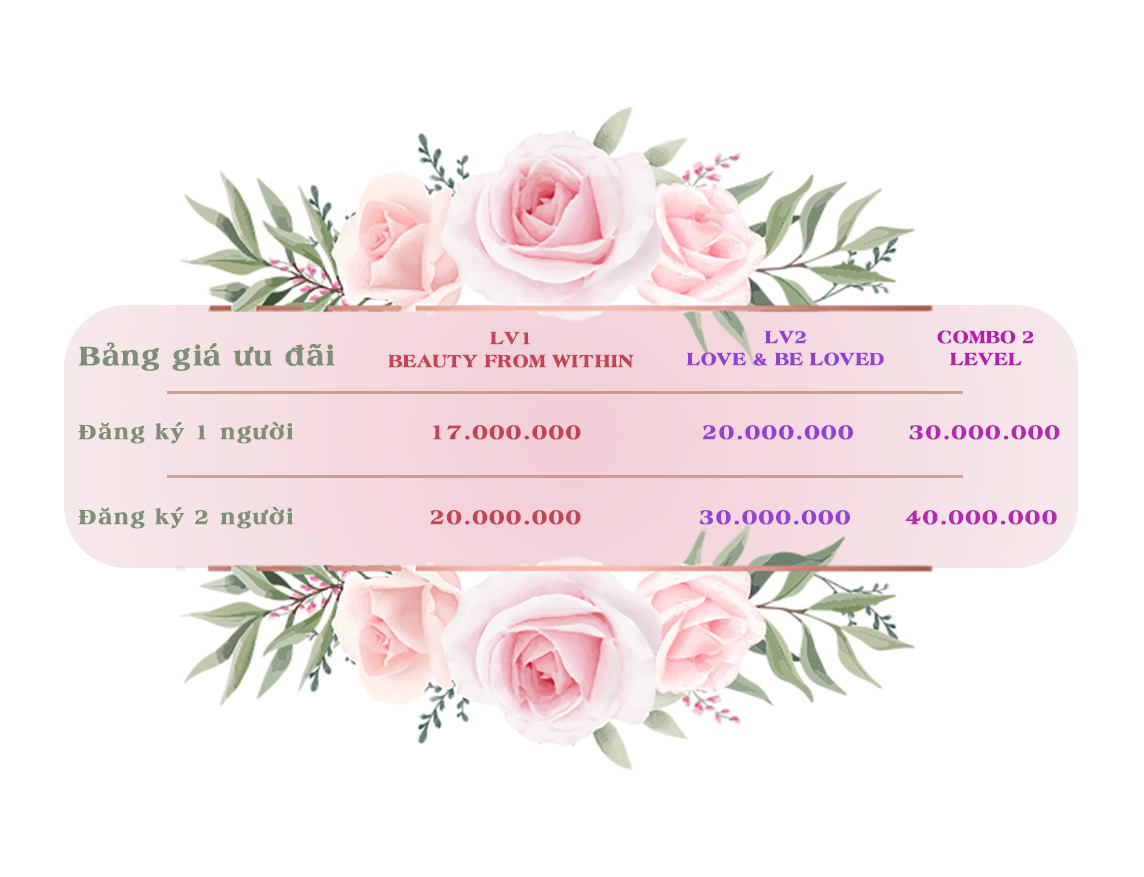 Bảng giá ưu đãi
LV1
BEAUTY FROM WITHIN
LV2
LOVE & BE LOVED
COMBO 2
LEVEL
Đăng ký 1 người 17.000.000 20.000.000 30.000.000
Đăng ký 2 người 20.000.000 30.000.000 40.000.000